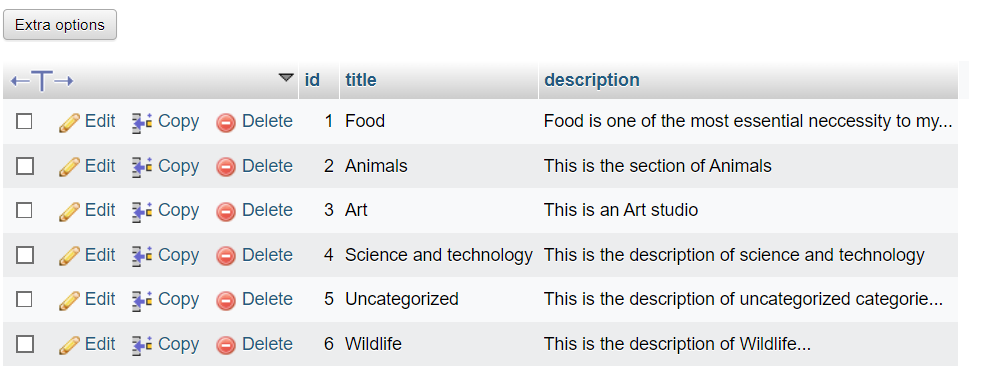 Extra options
←T→ id title description
Edit Copy Delete 1 Food Food is one of the most essential neccessity to my...
Edit Copy Delete 2 Animals This is the section of Animals
Edit Copy Delete 3 Art This is an Art studio
Edit Copy Delete 4 Science and technology This is the description of science and technology
Edit Copy Delete 5 Uncategorized This is the description of uncategorized categorie...
Edit Copy Delete 6 Wildlife This is the description of Wildlife...